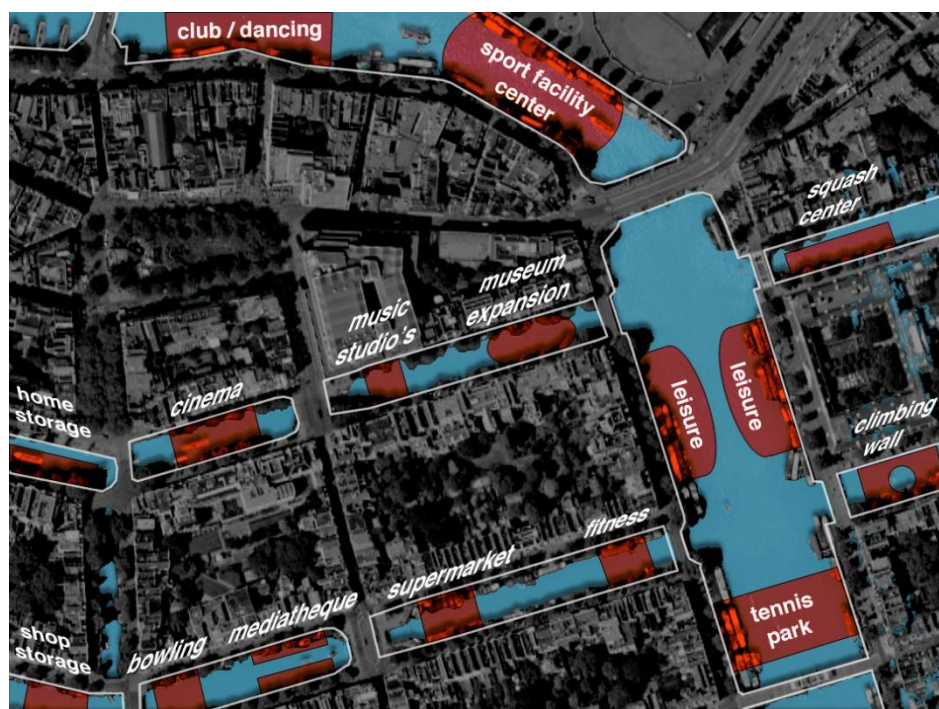 club / dancing
sport facility
center
squash
center
museum
expansion
music
studio's
leisure
leisure
home
storage
cinema
climbing
wall
fitness
supermarket
tennis
park
mediatheque
bowling
shop
storage